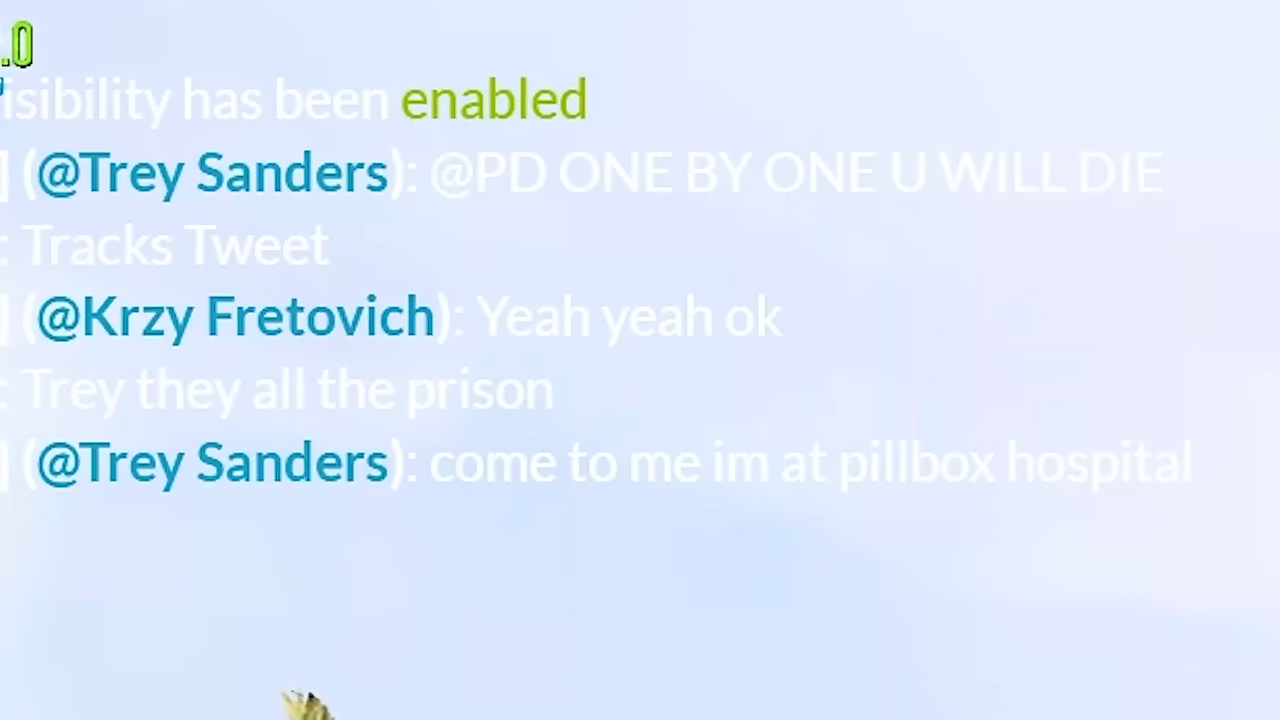 .0
isibility has been enabled
] (@Trey Sanders): @PD ONE BY ONE U WILL DIE
: Tracks Tweet
] (@Krzy Fretovich): Yeah yeah ok
: Trey they all the prison
] (@Trey Sanders): come to me im at pillbox hospital